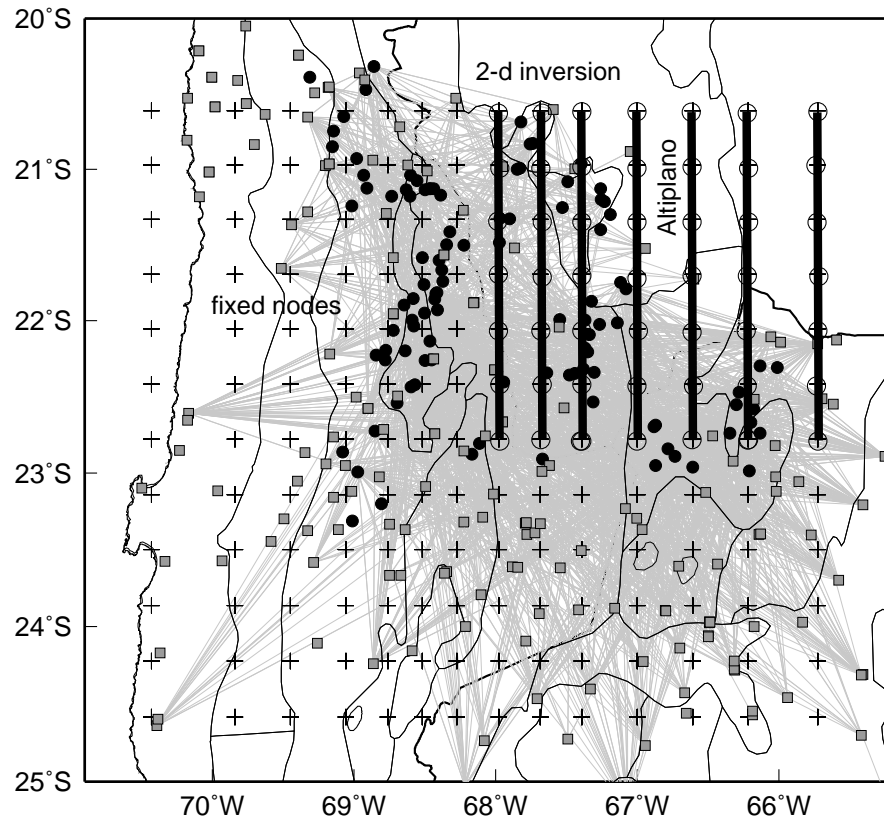 20˚S
2-d inversion
21˚S
Altiplano
22˚S
fixed nodes
23˚S
24˚S
25˚S
70˚W 69˚W 68˚W 67˚W 66˚W